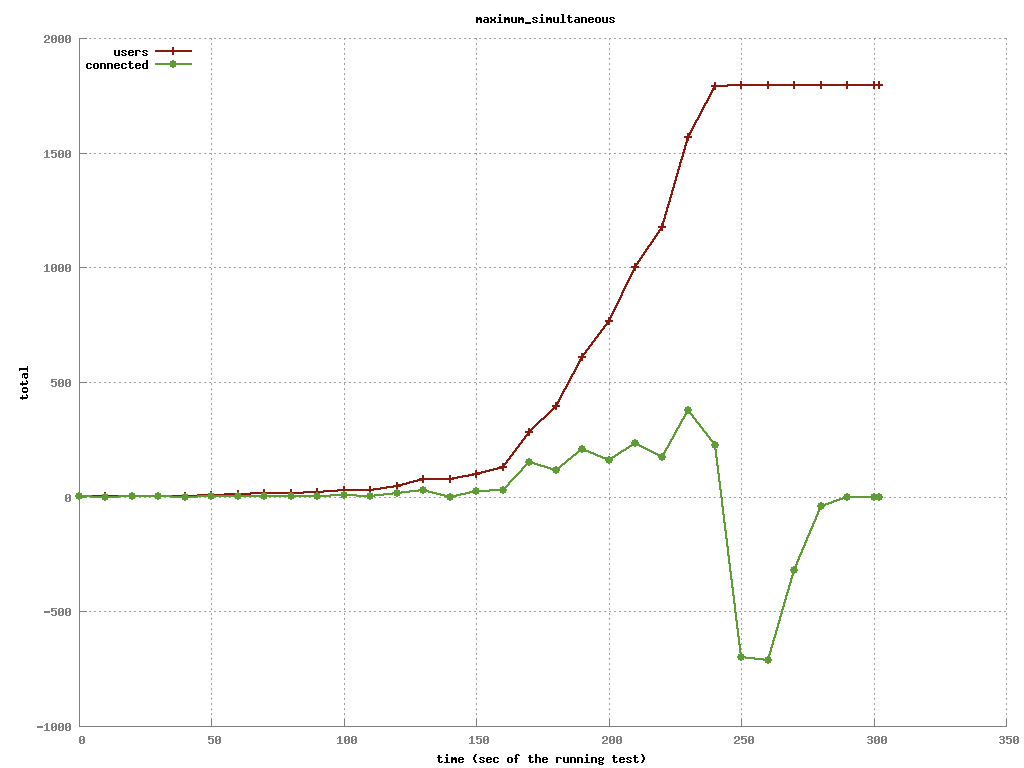 maximum_simultaneous
users
connected
2000
1500
1000
500
0
-500
-1000
total
0 50 100 150 200 250 300 350
time (sec of the running test)